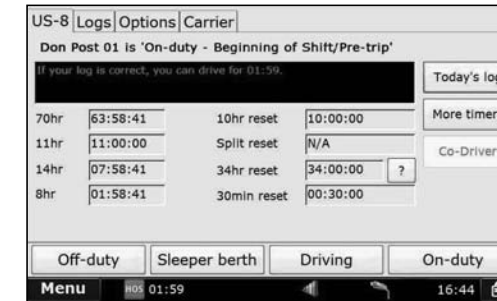 US-8 Logs Options Carrier
Don Post 01 is 'On-duty - Beginning of Shift/Pre-trip'
If your log is correct, you can drive for 01:59.
Today's log
70hr 63:58:41 10hr reset 10:00:00
More timer
11hr 11:00:00 Split reset N/A
14hr 07:58:41 34hr reset 34:00:00 ?
Co-Driver
8hr 01:58:41 30min reset 00:30:00
Off-duty Sleeper berth Driving On-duty
Menu HOS 01:59 16:44